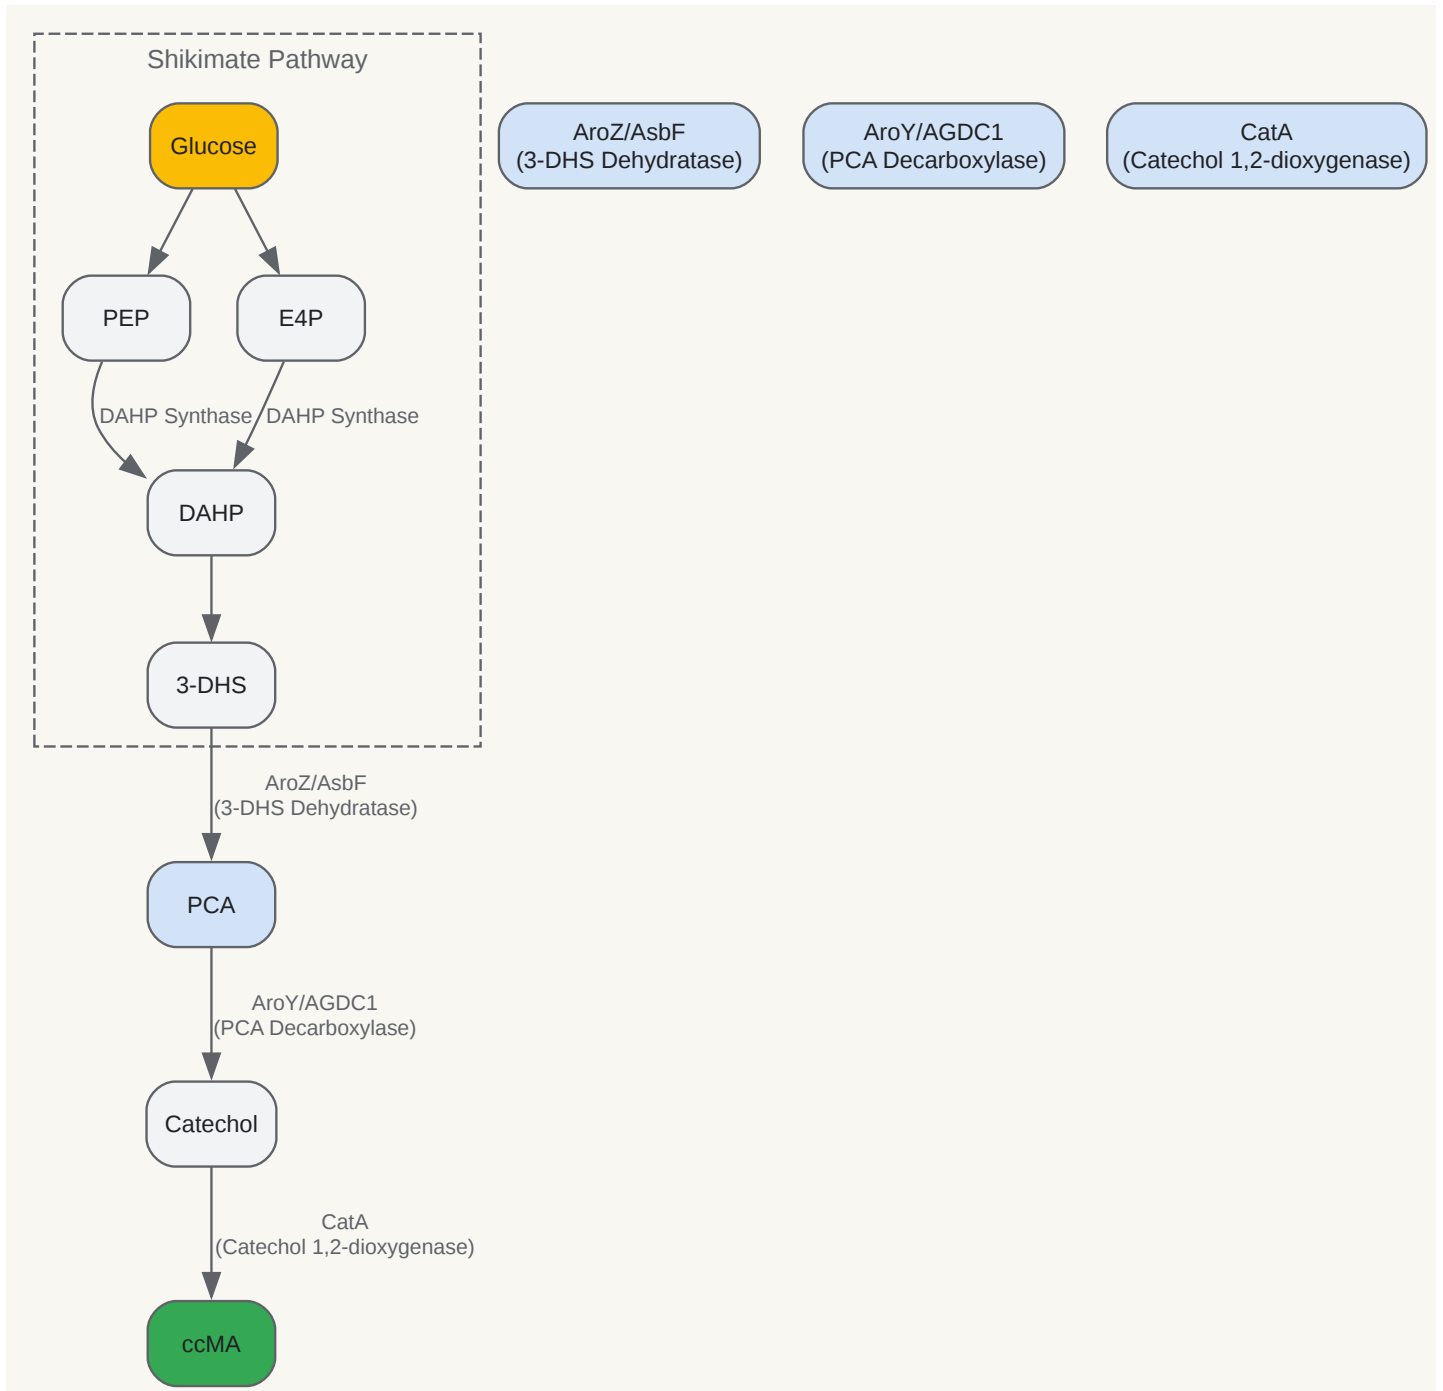 Shikimate Pathway
Glucose
AroZ/AsbF
(3-DHS Dehydratase)
AroY/AGDC1
(PCA Decarboxylase)
CatA
(Catechol 1,2-dioxygenase)
PEP
E4P
DAHP Synthase
DAHP Synthase
DAHP
3-DHS
AroZ/AsbF
(3-DHS Dehydratase)
PCA
AroY/AGDC1
(PCA Decarboxylase)
Catechol
CatA
(Catechol 1,2-dioxygenase)
ccMA